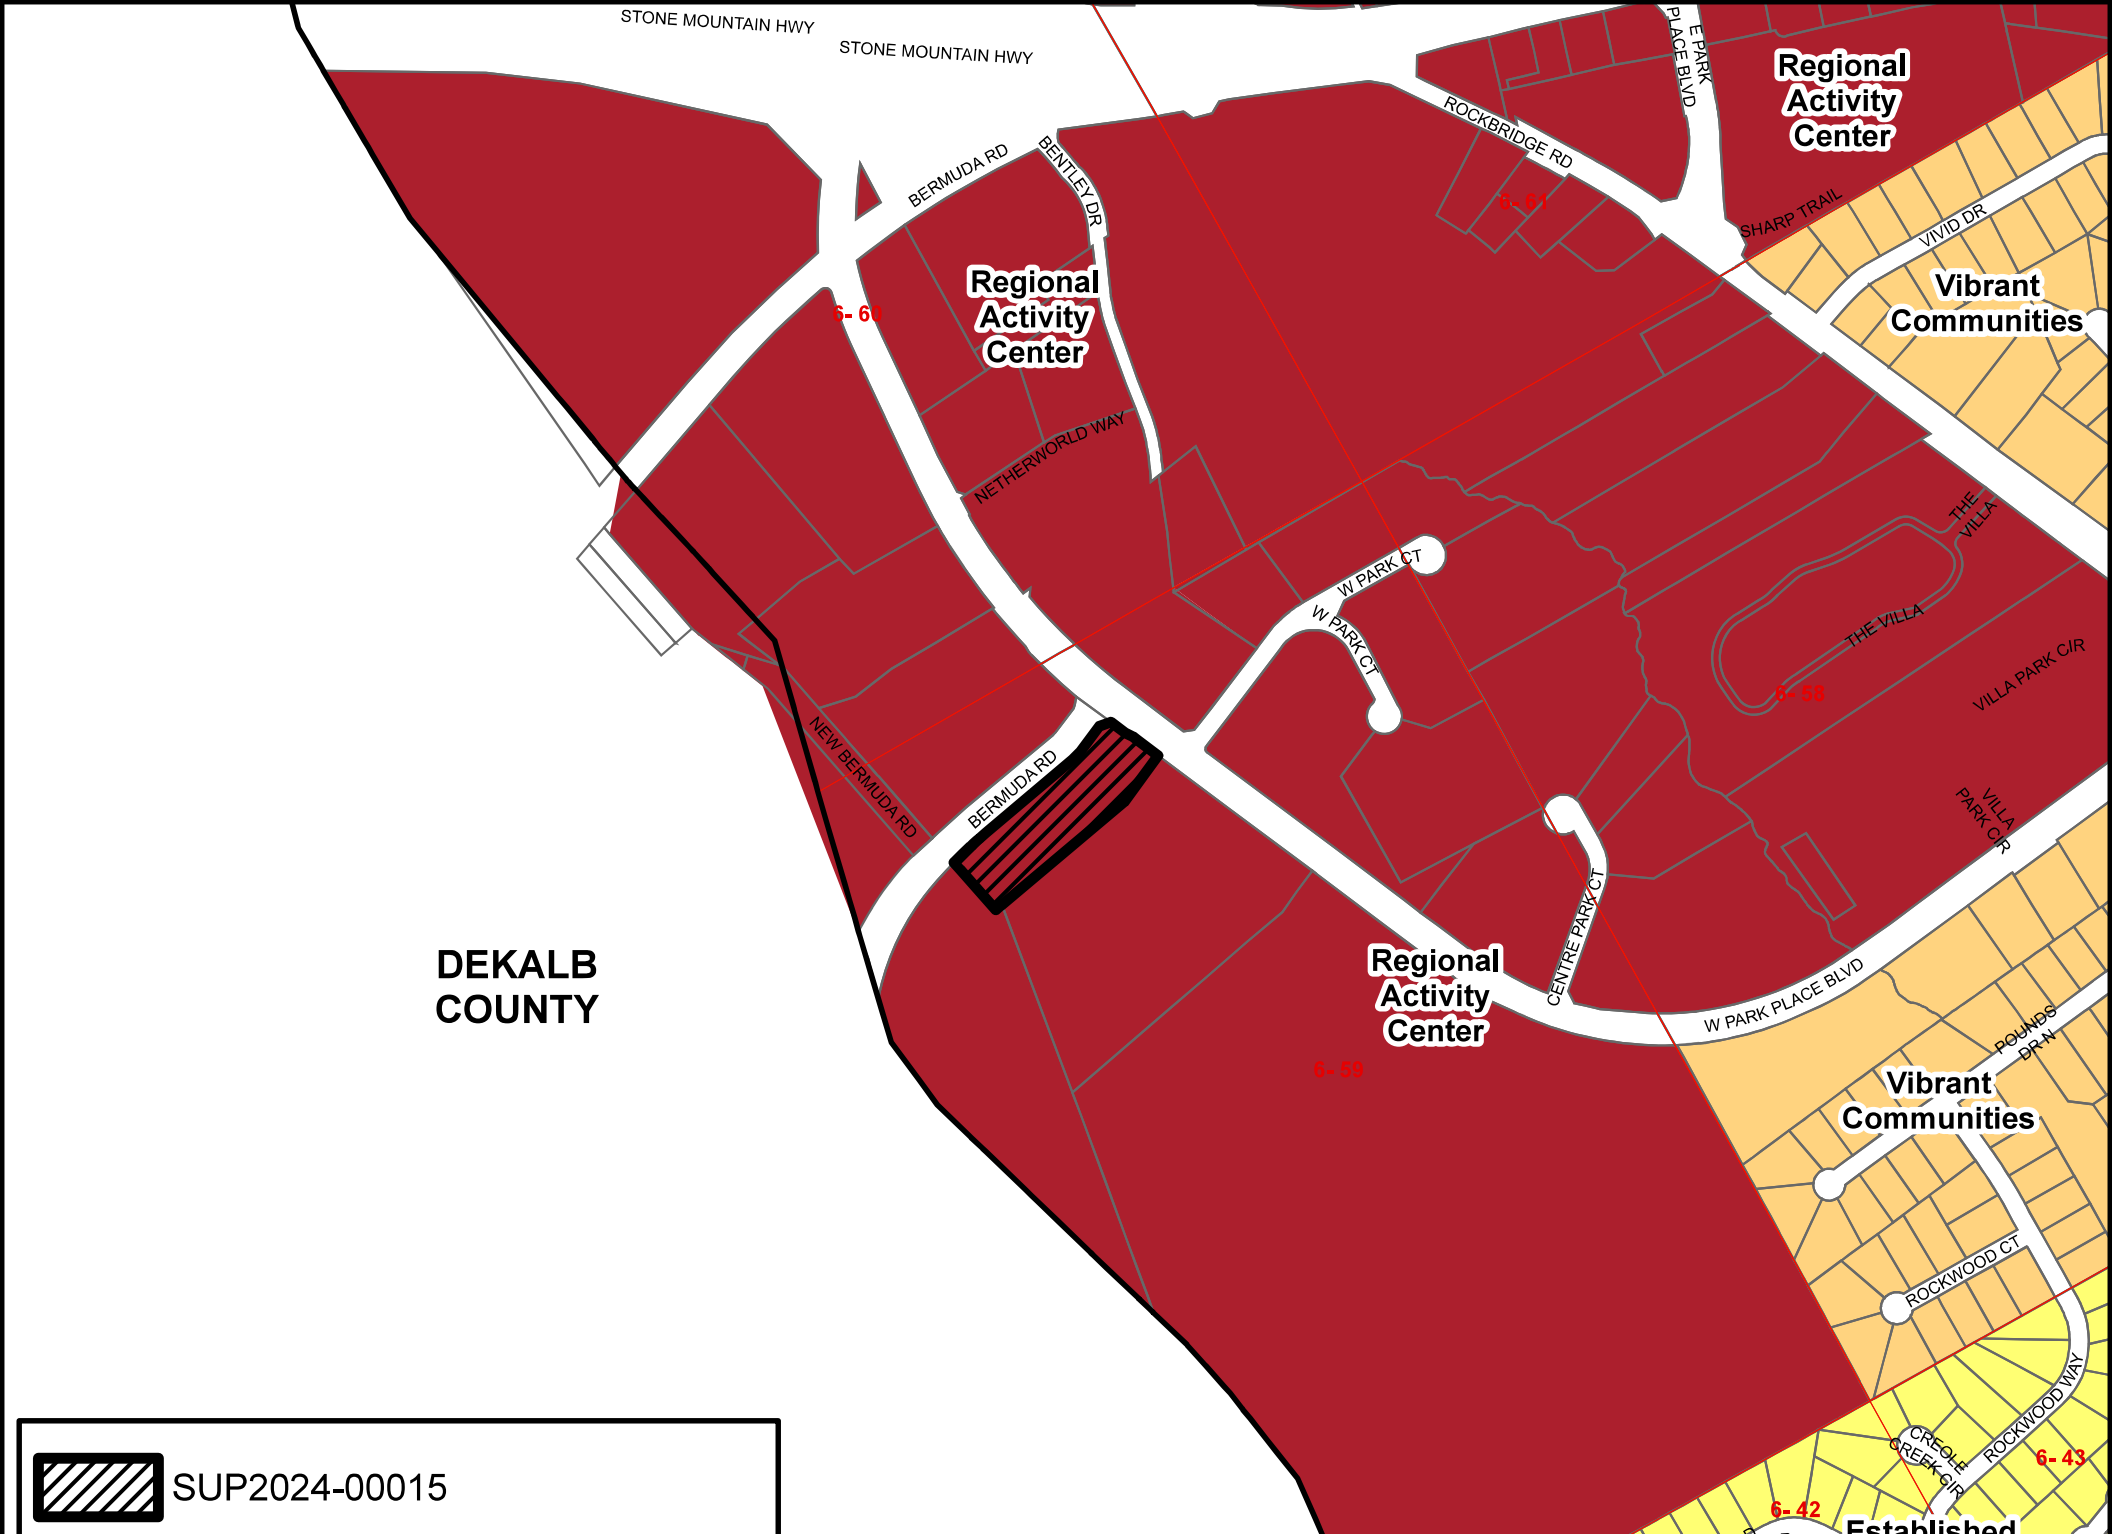 STONE MOUNTAIN HWY
STONE MOUNTAIN HWY
E PARK
PLACE BLVD
Regional
Activity
Center
ROCKBRIDGE RD
BERMUDA RD
BENTLEY DR
6- 61
SHARP TRAIL
VIVID DR
Regional
Activity
Center
Vibrant
Communities
6- 60
NETHERWORLD WAY
THE
VILLA
W PARK CT
W PARK CT
THE VILLA
VILLA PARK CIR
6- 58
NEW BERMUDA RD
BERMUDA RD
VILLA
PARK CIR
CENTRE PARK CT
DEKALB
COUNTY
Regional
Activity
Center
W PARK PLACE BLVD
POUNDS
DR N
6- 59
Vibrant
Communities
ROCKWOOD CT
ROCKWOOD WAY
CREOLE
CREEK CIR
6- 43
SUP2024-00015
6- 42
Established